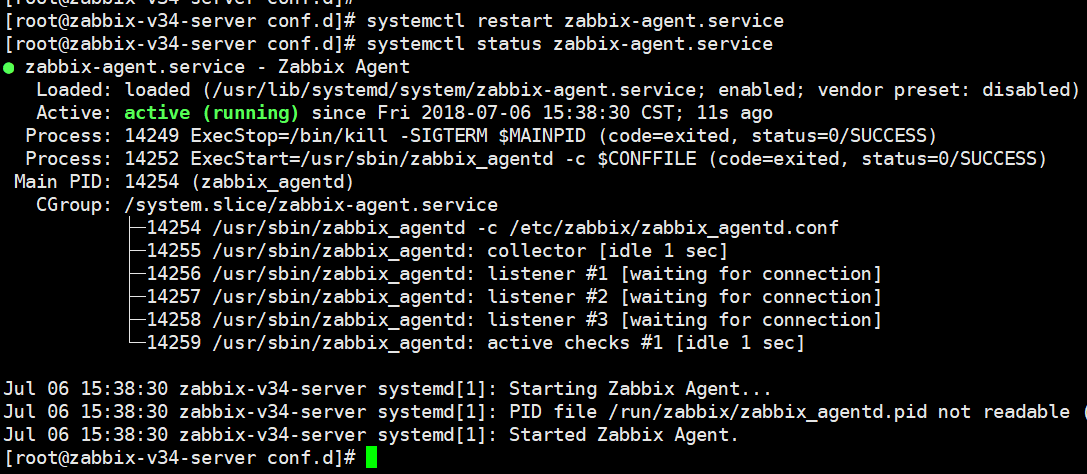 [root@zabbix-v34-server conf.d]#
[root@zabbix-v34-server conf.d]# systemctl restart zabbix-agent.service
[root@zabbix-v34-server conf.d]# systemctl status zabbix-agent.service
● zabbix-agent.service - Zabbix Agent
Loaded: loaded (/usr/lib/systemd/system/zabbix-agent.service; enabled; vendor preset: disabled)
Active: active (running) since Fri 2018-07-06 15:38:30 CST; 11s ago
Process: 14249 ExecStop=/bin/kill -SIGTERM $MAINPID (code=exited, status=0/SUCCESS)
Process: 14252 ExecStart=/usr/sbin/zabbix_agentd -c $CONFFILE (code=exited, status=0/SUCCESS)
Main PID: 14254 (zabbix_agentd)
CGroup: /system.slice/zabbix-agent.service
├─14254 /usr/sbin/zabbix_agentd -c /etc/zabbix/zabbix_agentd.conf
├─14255 /usr/sbin/zabbix_agentd: collector [idle 1 sec]
├─14256 /usr/sbin/zabbix_agentd: listener #1 [waiting for connection]
├─14257 /usr/sbin/zabbix_agentd: listener #2 [waiting for connection]
├─14258 /usr/sbin/zabbix_agentd: listener #3 [waiting for connection]
└─14259 /usr/sbin/zabbix_agentd: active checks #1 [idle 1 sec]
Jul 06 15:38:30 zabbix-v34-server systemd[1]: Starting Zabbix Agent...
Jul 06 15:38:30 zabbix-v34-server systemd[1]: PID file /run/zabbix/zabbix_agentd.pid not readable (
Jul 06 15:38:30 zabbix-v34-server systemd[1]: Started Zabbix Agent.
[root@zabbix-v34-server conf.d]#